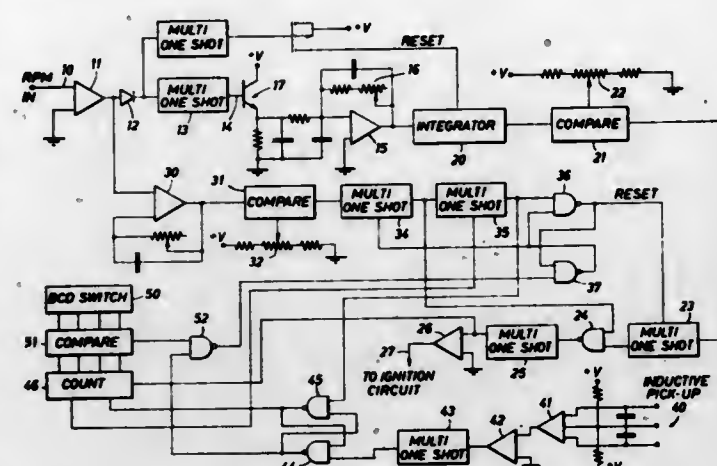 MULTI
ONE SHOT
+V
RESET
RPM
IN
10
11
12
MULTI
ONE SHOT
13
14
+V
17
16
15
INTEGRATOR
20
+V
22
COMPARE
21
30
31
COMPARE
+V
32
MULTI
ONE SHOT
34
MULTI
ONE SHOT
35
36
RESET
37
BCD SWITCH
50
51
COMPARE
46
COUNT
52
26
27
TO IGNITION
CIRCUIT
MULTI
ONE SHOT
25
24
23
MULTI
ONE SHOT
45
44
43
MULTI
ONE SHOT
42
41
+V
INDUCTIVE
PICK-UP
40
+V